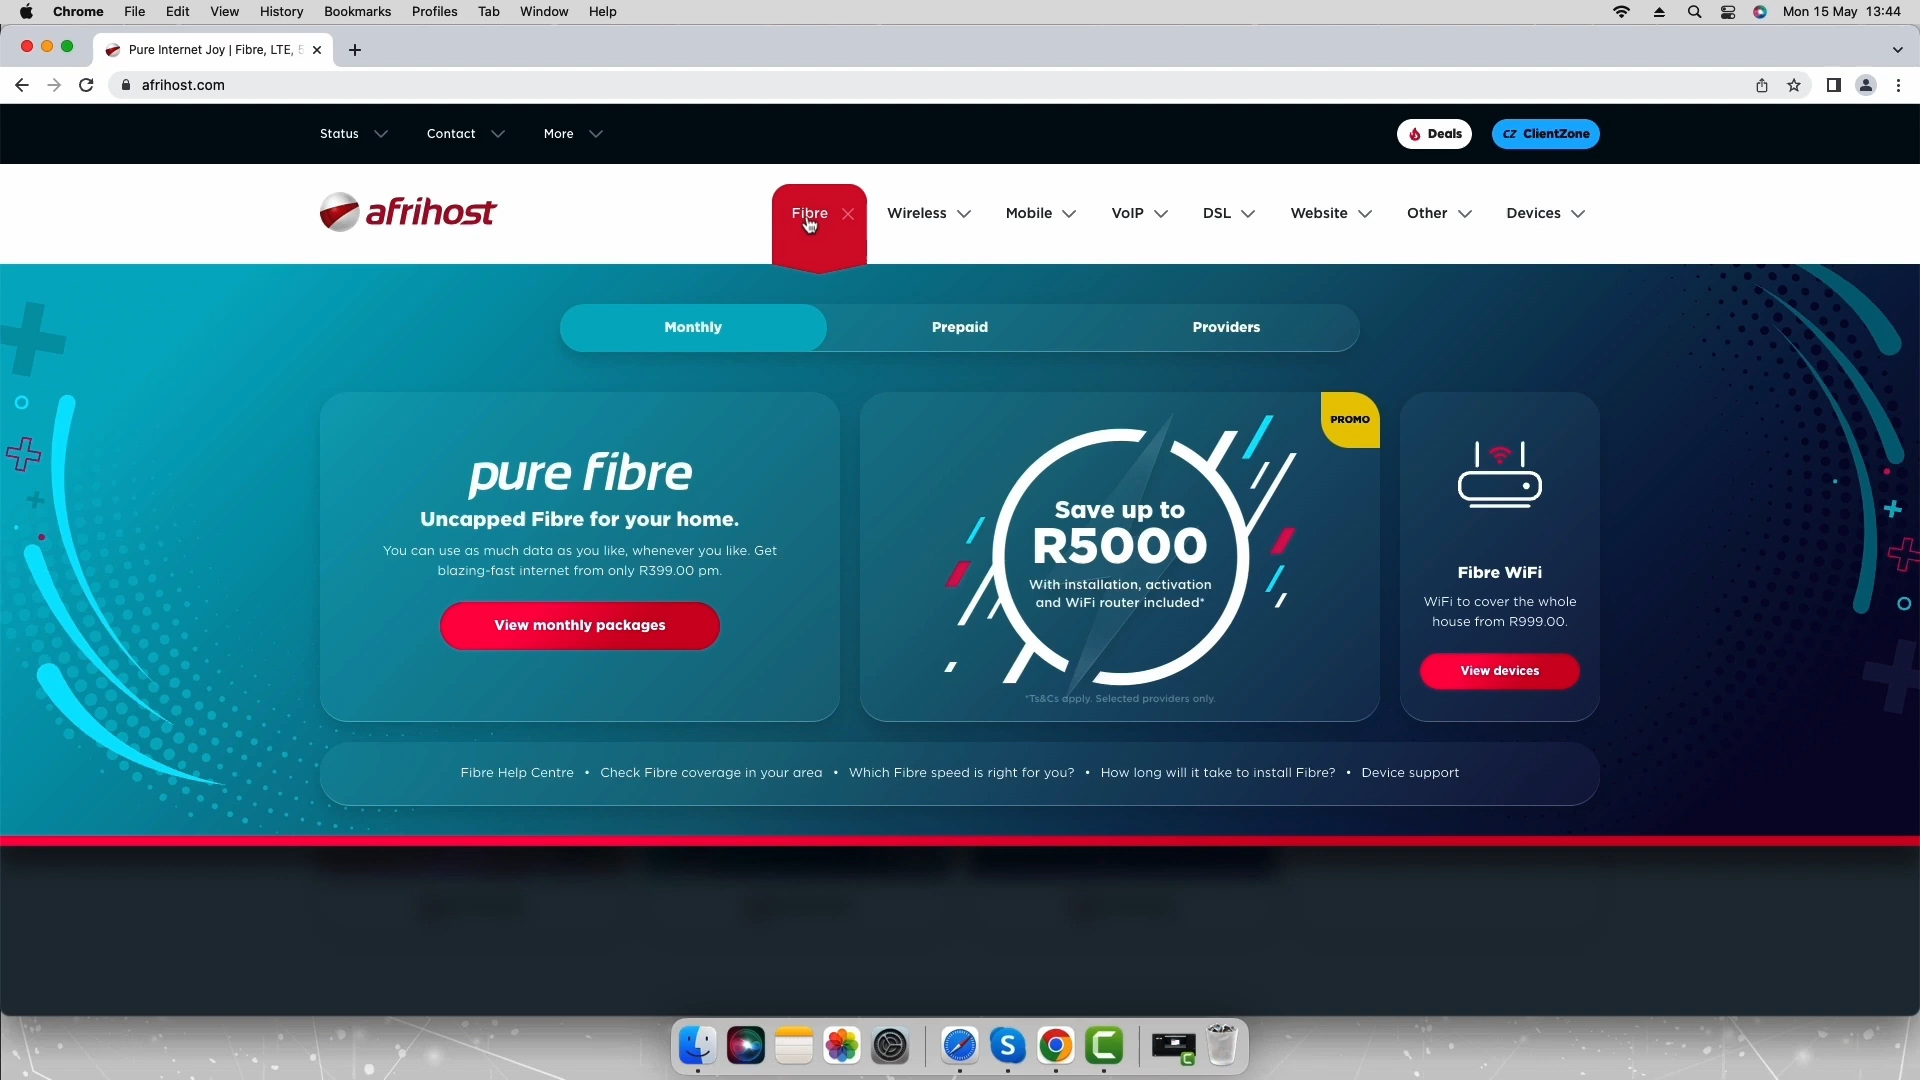 Chrome File Edit View History Bookmarks Profiles Tab Window Help Mon 15 May 13:44
Pure Internet Joy | Fibre, LTE,
afrihost.com
Status Contact More Deals CZ ClientZone
afrihost Fibre Wireless Mobile VoIP DSL Website Other Devices
Monthly Prepaid Providers
pure fibre
Uncapped Fibre for your home.
You can use as much data as you like, whenever you like. Get
blazing-fast internet from only R399.00 pm.
View monthly packages
PROMO
Save up to
R5000
With installation, activation
and WiFi router included*
*Ts&Cs apply. Selected providers only.
Fibre WiFi
WiFi to cover the whole
house from R999.00.
View devices
Fibre Help Centre • Check Fibre coverage in your area • Which Fibre speed is right for you? • How long will it take to install Fibre? • Device support